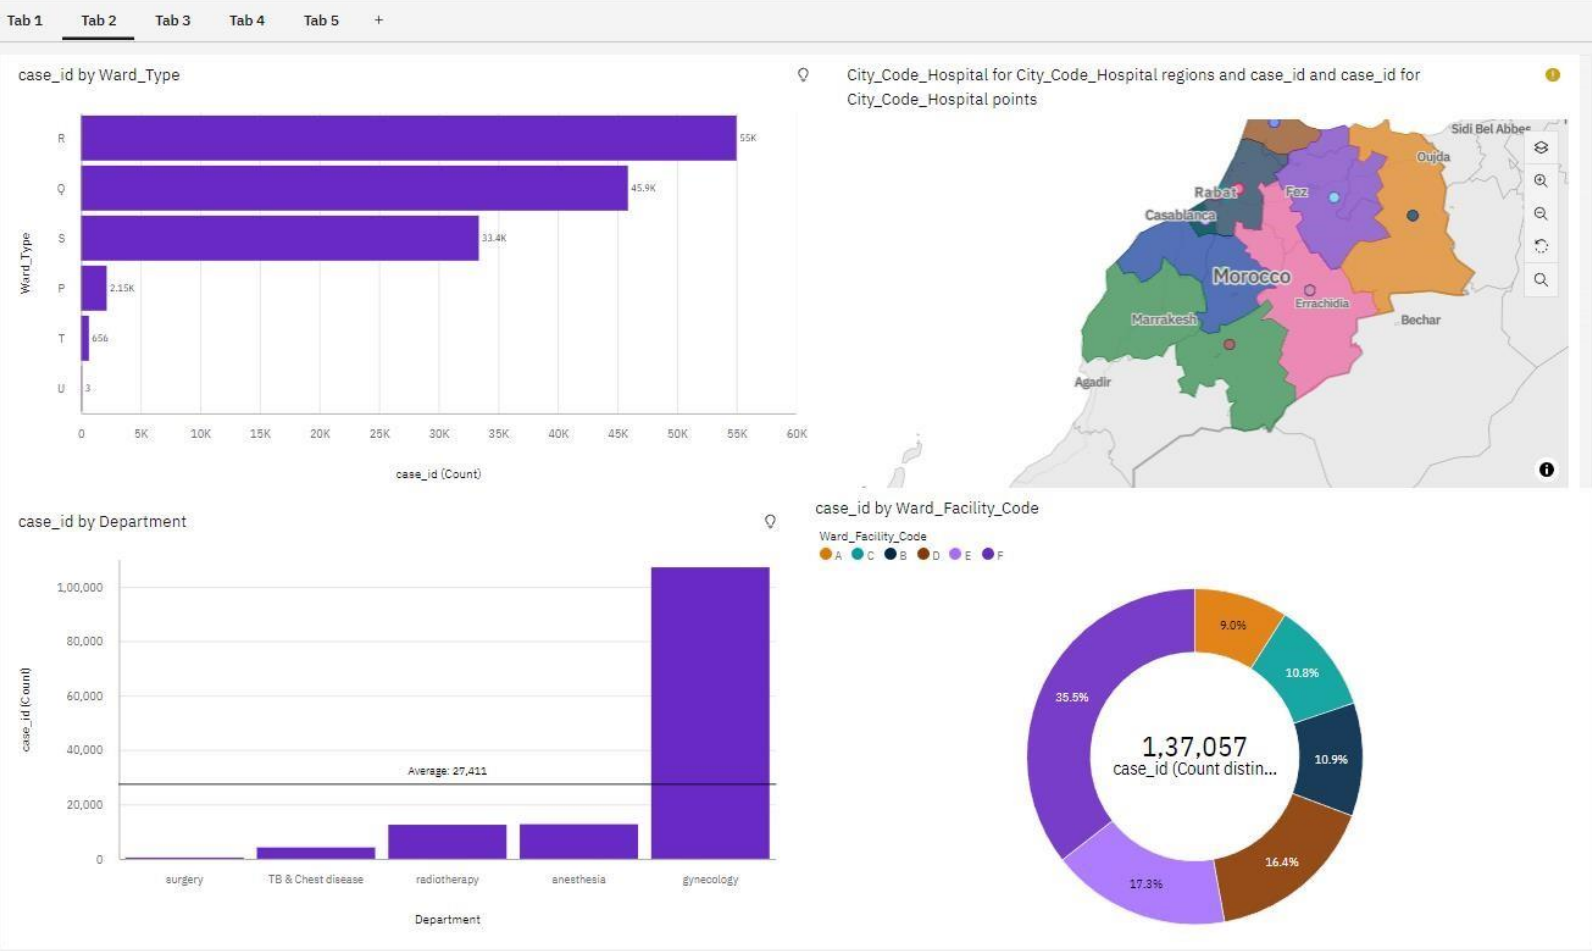 Tab 1 Tab 2 Tab 3 Tab 4 Tab 5 +
case_id by Ward_Type
Ward_Type
R 55K
Q 45.9K
S 33.4K
P 2.15K
T 656
U 3
0 5K 10K 15K 20K 25K 30K 35K 40K 45K 50K 55K 60K
case_id (Count)
City_Code_Hospital for City_Code_Hospital regions and case_id and case_id for
City_Code_Hospital points
Sidi Bel Abbes
Oujda
Rabat
Fez
Casablanca
Morocco
Errachidia
Marrakesh
Bechar
Agadir
case_id by Department
case_id (Count)
1,00,000
80,000
60,000
40,000
Average: 27,411
20,000
0
surgery TB & Chest disease radiotherapy anesthesia gynecology
Department
case_id by Ward_Facility_Code
Ward_Facility_Code
A C B D E F
9.0%
10.8%
35.5%
1,37,057
case_id (Count distin...
10.9%
16.4%
17.3%